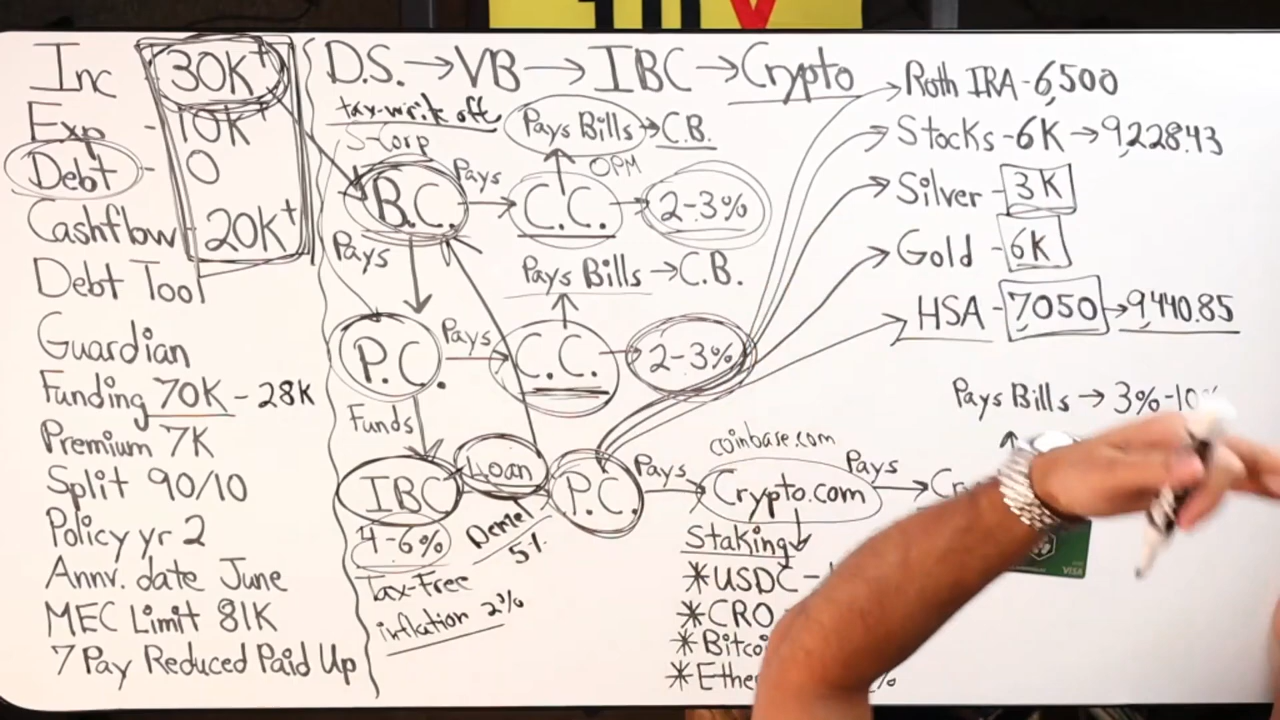 Inc 30K+
Exp - 10K+
Debt - 0
Cashflow - 20K+
Debt Tool
Guardian
Funding 70K - 28K
Premium 7K
Split 90/10
Policy yr 2
Annv. date June
MEC Limit 81K
7 Pay Reduced Paid Up
D.S. → VB → IBC → Crypto
tax-write off
S-Corp
Pays Bills → C.B.
OPM
B.C. Pays → C.C. → 2-3%
Pays
Pays Bills → C.B.
P.C. Pays → C.C. → 2-3%
Funds
IBC Loan P.C. Pays → Crypto.com Pays →
coinbase.com
4-6%
5%
Tax-Free
inflation 2%
Staking
*USDC -
*CRO
Roth IRA - 6,500
Stocks - 6K → 9,228.43
Silver - 3K
Gold - 6K
HSA - 7,050 → 9,440.85
Pays Bills → 3%-10%
VISA